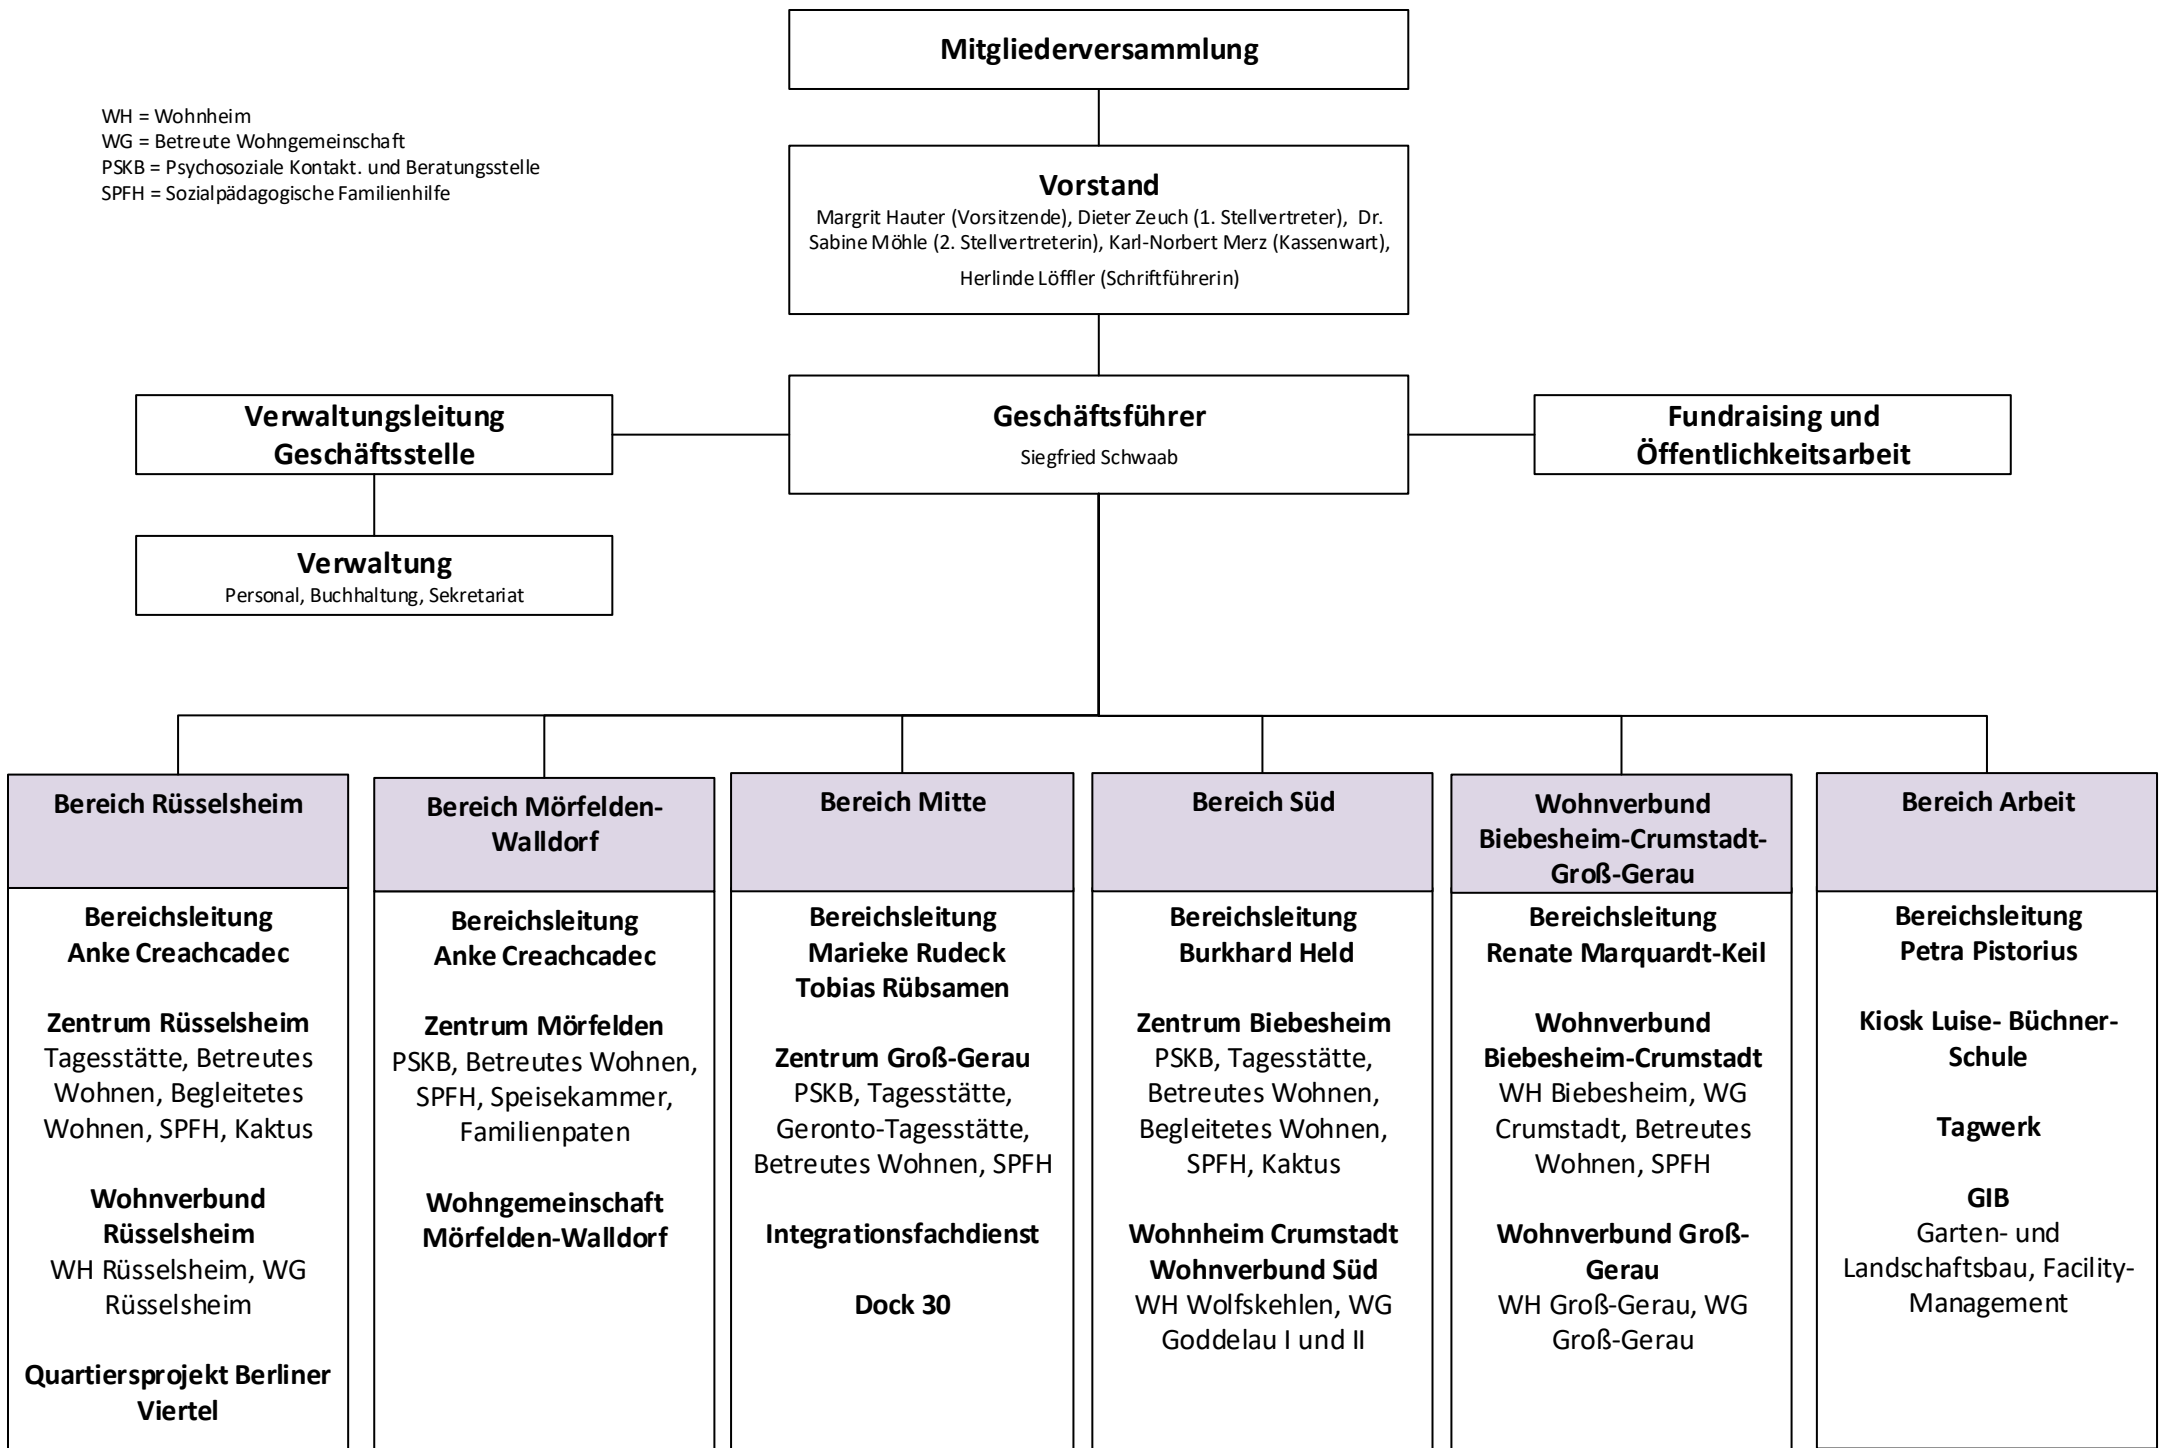 Mitgliederversammlung
WH = Wohnheim
WG = Betreute Wohngemeinschaft
PSKB = Psychosoziale Kontakt. und Beratungsstelle
SPFH = Sozialpädagogische Familienhilfe
Vorstand
Margrit Hauter (Vorsitzende), Dieter Zeuch (1. Stellvertreter), Dr.
Sabine Möhle (2. Stellvertreterin), Karl-Norbert Merz (Kassenwart),
Herlinde Löffler (Schriftführerin)
Verwaltungsleitung
Geschäftsstelle
Geschäftsführer
Siegfried Schwaab
Fundraising und
Öffentlichkeitsarbeit
Verwaltung
Personal, Buchhaltung, Sekretariat
Bereich Rüsselsheim
Bereichsleitung
Anke Creachcadec
Zentrum Rüsselsheim
Tagesstätte, Betreutes
Wohnen, Begleitetes
Wohnen, SPFH, Kaktus
Wohnverbund
Rüsselsheim
WH Rüsselsheim, WG
Rüsselsheim
Quartiersprojekt Berliner
Viertel
Bereich Mörfelden-
Walldorf
Bereichsleitung
Anke Creachcadec
Zentrum Mörfelden
PSKB, Betreutes Wohnen,
SPFH, Speisekammer,
Familienpaten
Wohngemeinschaft
Mörfelden-Walldorf
Bereich Mitte
Bereichsleitung
Marieke Rudeck
Tobias Rübsamen
Zentrum Groß-Gerau
PSKB, Tagesstätte,
Geronto-Tagesstätte,
Betreutes Wohnen, SPFH
Integrationsfachdienst
Dock 30
Bereich Süd
Bereichsleitung
Burkhard Held
Zentrum Biebesheim
PSKB, Tagesstätte,
Betreutes Wohnen,
Begleitetes Wohnen,
SPFH, Kaktus
Wohnheim Crumstadt
Wohnverbund Süd
WH Wolfskehlen, WG
Goddelau I und II
Wohnverbund
Biebesheim-Crumstadt-
Groß-Gerau
Bereichsleitung
Renate Marquardt-Keil
Wohnverbund
Biebesheim-Crumstadt
WH Biebesheim, WG
Crumstadt, Betreutes
Wohnen, SPFH
Wohnverbund Groß-
Gerau
WH Groß-Gerau, WG
Groß-Gerau
Bereich Arbeit
Bereichsleitung
Petra Pistorius
Kiosk Luise- Büchner-
Schule
Tagwerk
GIB
Garten- und
Landschaftsbau, Facility-
Management